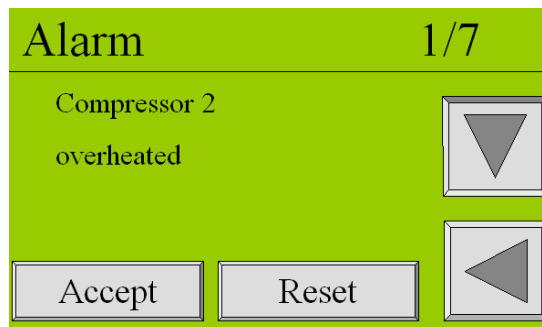 Alarm 1/7
Compressor 2
overheated
Accept Reset